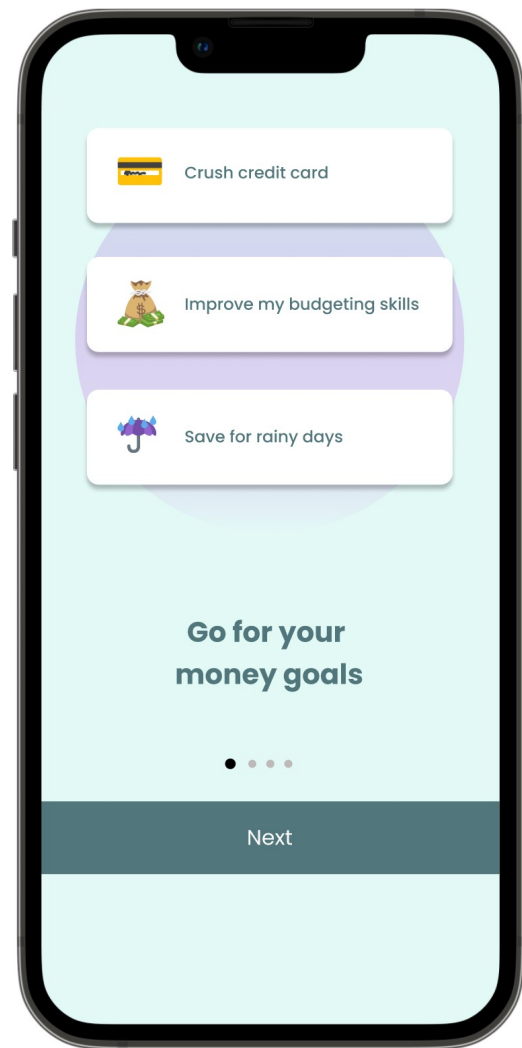 Crush credit card
Improve my budgeting skills
Save for rainy days
Go for your
money goals
Next